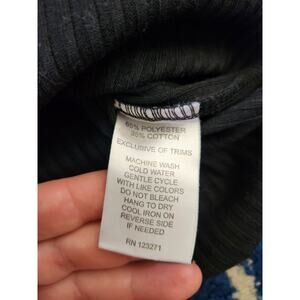 65% POLYESTER
35% COTTON
EXCLUSIVE OF TRIMS
MACHINE WASH
COLD WATER
GENTLE CYCLE
WITH LIKE COLORS
DO NOT BLEACH
HANG TO DRY
COOL IRON ON
REVERSE SIDE
IF NEEDED
RN 123271